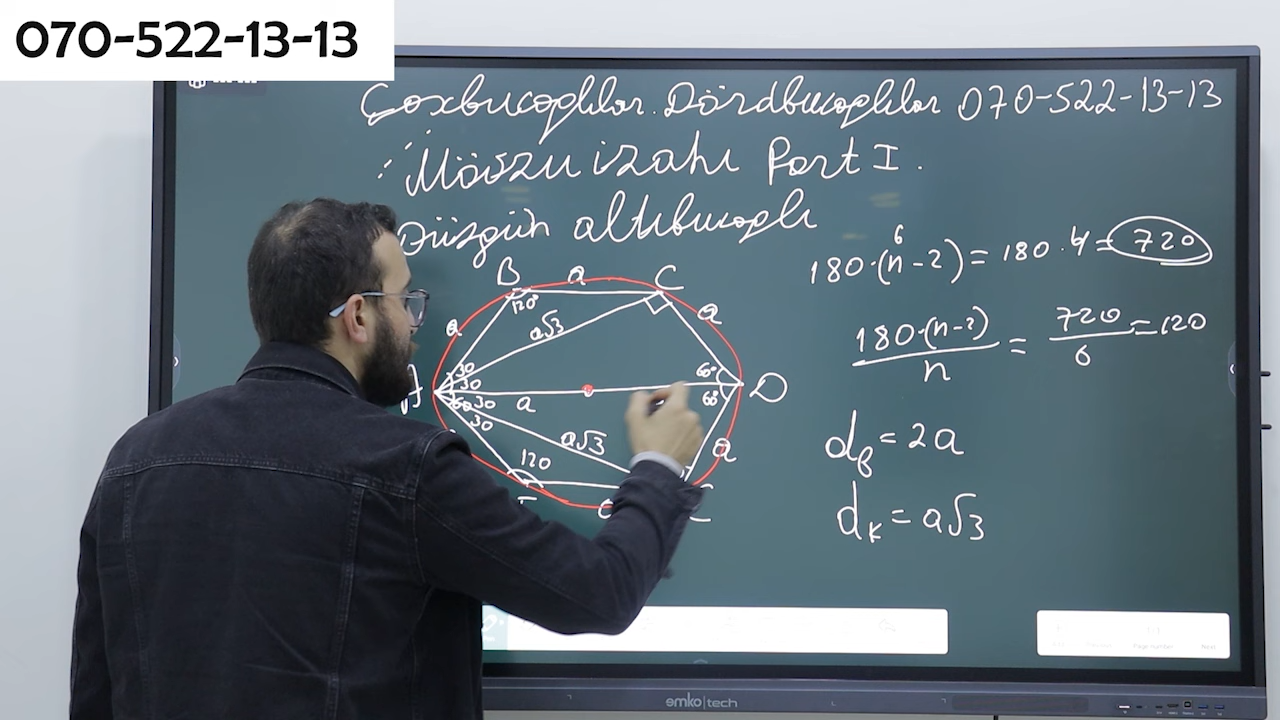 070-522-13-13
Çoxbucaqlılar. Dördbucaqlılar 070-522-13-13
Mövzu izahı Part I.
Düzgün altıbucaqlı
6
180·(n-2)=180·4=720
B a C
120°
a a
a√3
180·(n-2)/n = 720/6 = 120
30 60°
A 30 D
60 30 a 60°
30
a√3 a
120
d_B = 2a
d_K = a√3
emko|tech